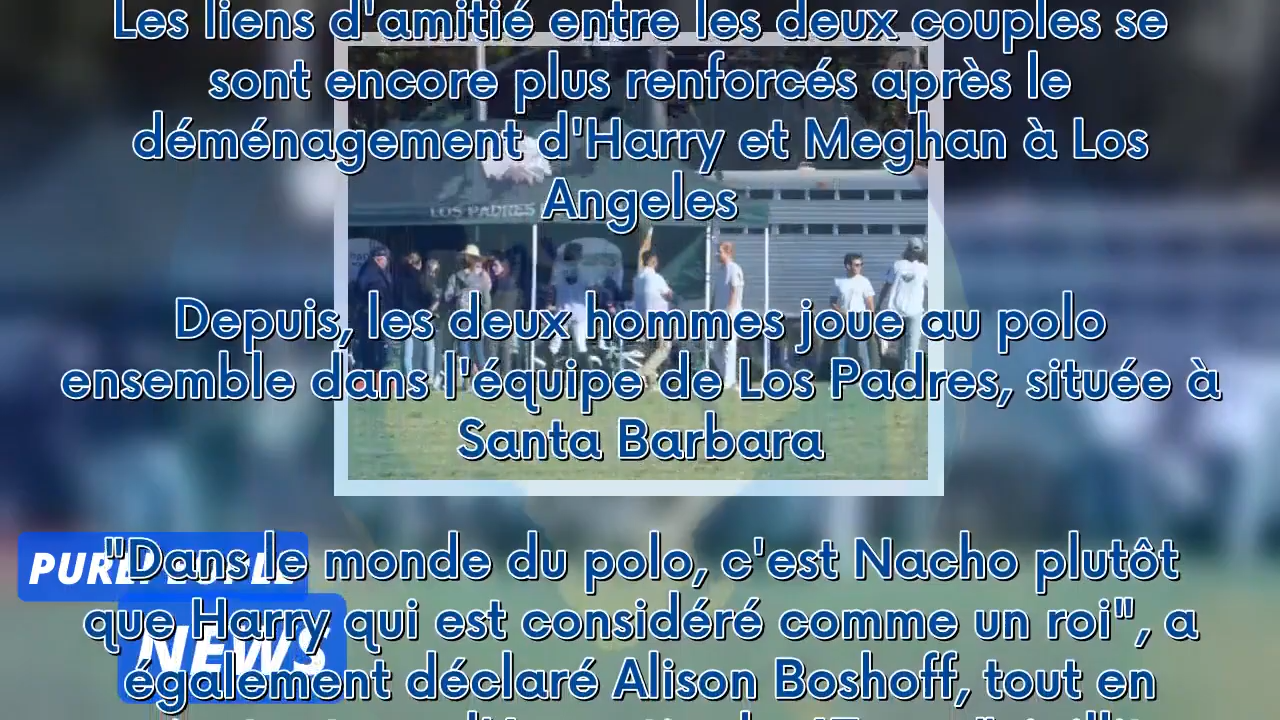 Les liens d'amitié entre les deux couples se
sont encore plus renforcés après le
déménagement d'Harry et Meghan à Los
Angeles
LOS PADRES
Depuis, les deux hommes joue au polo
ensemble dans l'équipe de Los Padres, située à
Santa Barbara
"Dans le monde du polo, c'est Nacho plutôt
que Harry qui est considéré comme un roi", a
également déclaré Alison Boshoff, tout en
PUREPEOPLE
NEWS